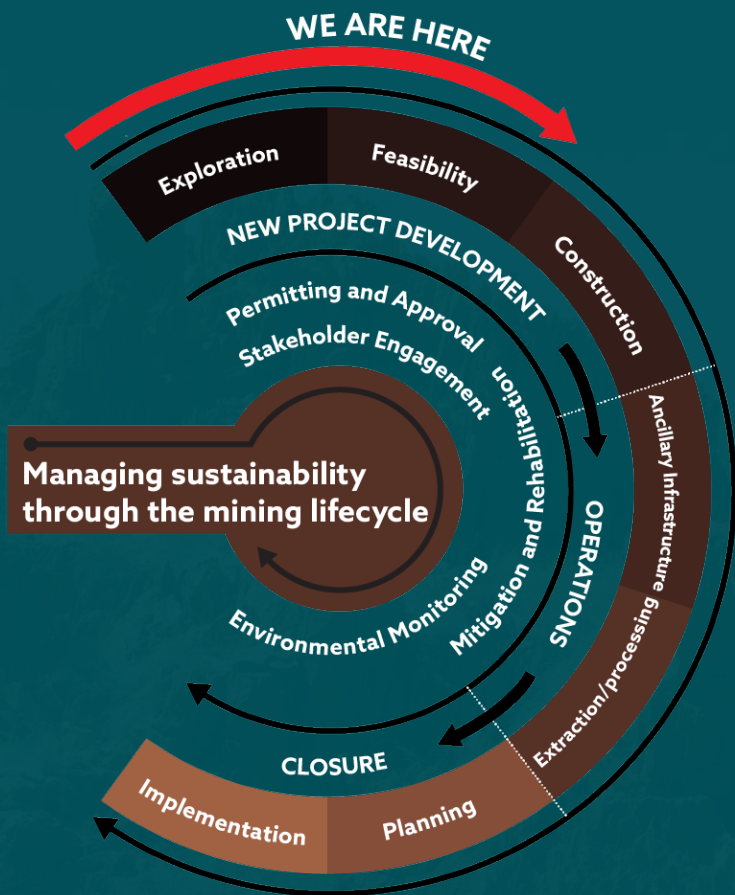 WE ARE HERE
Exploration
Feasibility
Construction
NEW PROJECT DEVELOPMENT
Permitting and Approval
Stakeholder Engagement
Managing sustainability
through the mining lifecycle
Mitigation and Rehabilitation
Environmental Monitoring
Ancillary Infrastructure
OPERATIONS
Extraction/processing
CLOSURE
Planning
Implementation